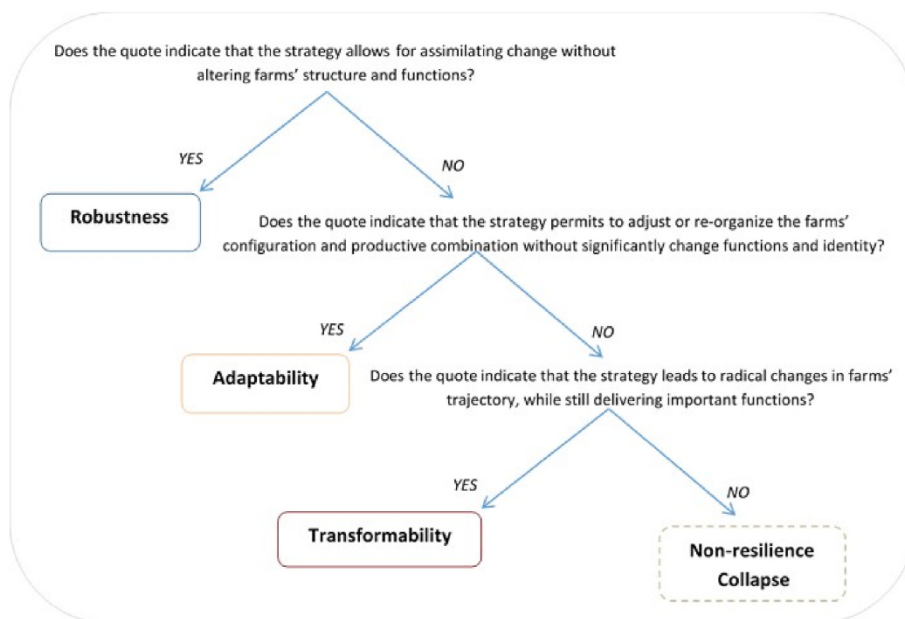 Does the quote indicate that the strategy allows for assimilating change without
altering farms' structure and functions?
YES
NO
Robustness
Does the quote indicate that the strategy permits to adjust or re-organize the farms'
configuration and productive combination without significantly change functions and identity?
YES
NO
Adaptability
Does the quote indicate that the strategy leads to radical changes in farms'
trajectory, while still delivering important functions?
YES
NO
Transformability
Non-resilience
Collapse